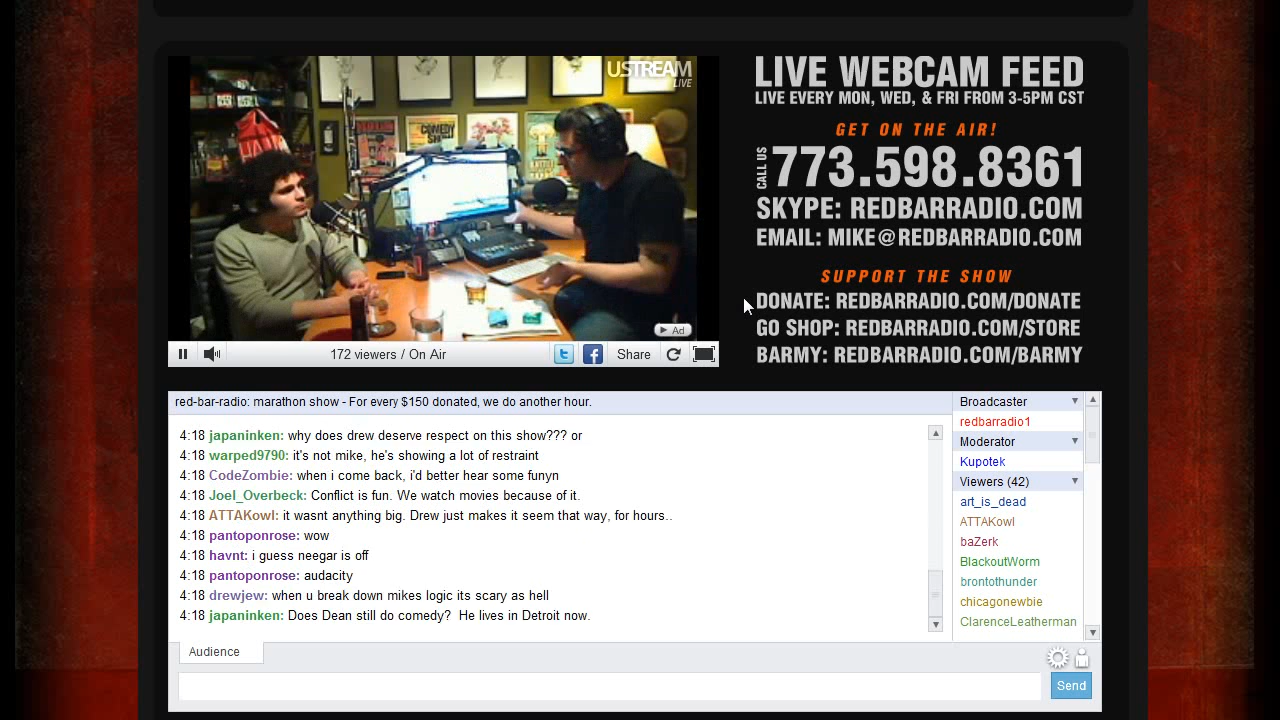 USTREAM
LIVE
COMEDY
Ad
172 viewers / On Air
Share
LIVE WEBCAM FEED
LIVE EVERY MON, WED, & FRI FROM 3-5PM CST
GET ON THE AIR!
CALL US 773.598.8361
SKYPE: REDBARRADIO.COM
EMAIL: MIKE@REDBARRADIO.COM
SUPPORT THE SHOW
DONATE: REDBARRADIO.COM/DONATE
GO SHOP: REDBARRADIO.COM/STORE
BARMY: REDBARRADIO.COM/BARMY
red-bar-radio: marathon show - For every $150 donated, we do another hour.
4:18 japaninken: why does drew deserve respect on this show??? or
4:18 warped9790: it's not mike, he's showing a lot of restraint
4:18 CodeZombie: when i come back, i'd better hear some funyn
4:18 Joel_Overbeck: Conflict is fun. We watch movies because of it.
4:18 ATTAKowl: it wasnt anything big. Drew just makes it seem that way, for hours..
4:18 pantoponrose: wow
4:18 havnt: i guess neegar is off
4:18 pantoponrose: audacity
4:18 drewjew: when u break down mikes logic its scary as hell
4:18 japaninken: Does Dean still do comedy?  He lives in Detroit now.
Broadcaster
redbarradio1
Moderator
Kupotek
Viewers (42)
art_is_dead
ATTAKowl
baZerk
BlackoutWorm
brontothunder
chicagonewbie
ClarenceLeatherman
Audience
Send